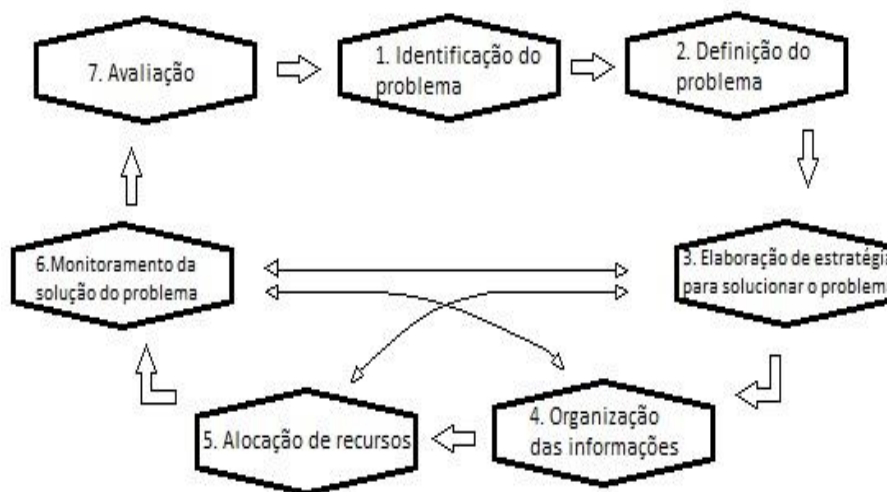 7. Avaliação
1. Identificação do
problema
2. Definição do
problema
3. Elaboração de estratégia
para solucionar o problema
4. Organização
das informações
5. Alocação de recursos
6.Monitoramento da
solução do problema